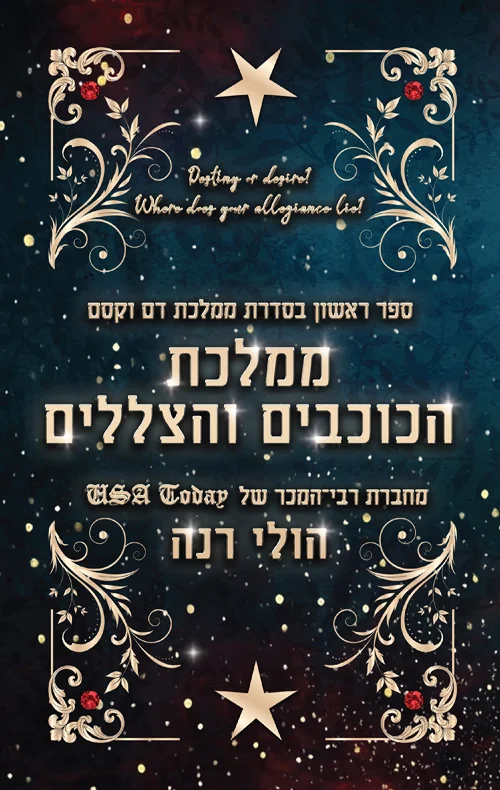 Destiny or desire?
Where does your allegiance lie?
ספר ראשון בסדרת ממלכת דם וקסם
ממלכת
הכוכבים והצללים
מחברת רבי־המכר של USA Today
הולי רנה